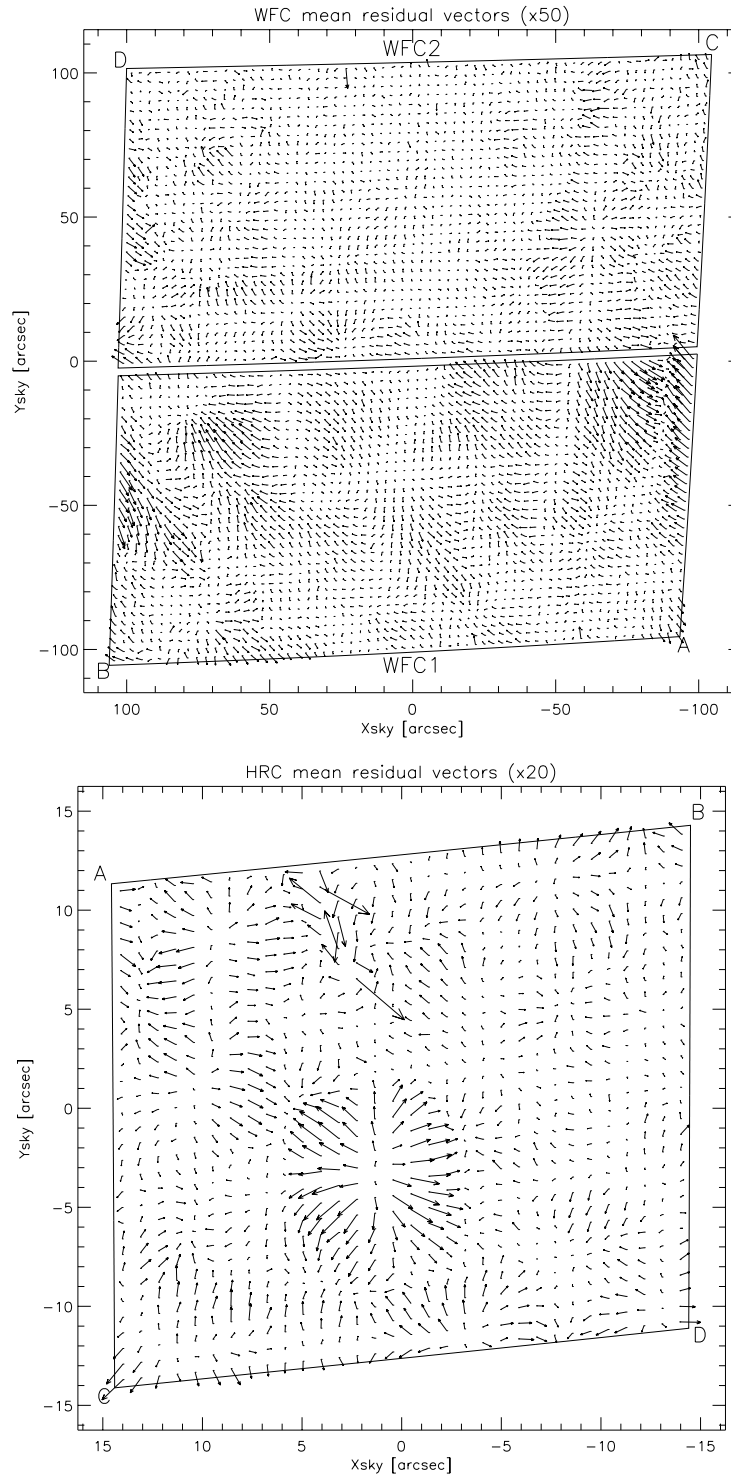 WFC mean residual vectors (x50)
D
WFC2
C
100
50
0
−50
−100
Ysky [arcsec]
B
WFC1
A
100
50
0
−50
−100
Xsky [arcsec]
HRC mean residual vectors (x20)
15
10
5
0
−5
−10
−15
Ysky [arcsec]
A
B
C
D
15
10
5
0
−5
−10
−15
Xsky [arcsec]